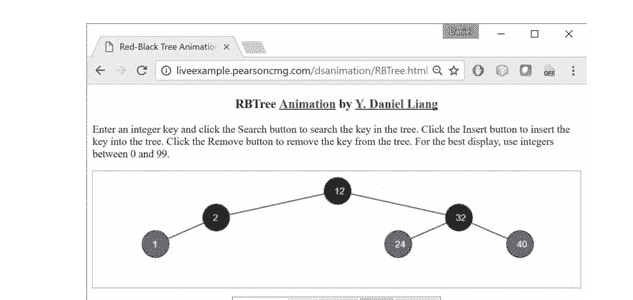 Daniel
Red-Black Tree Animatio
liveexample.pearsoncmg.com/dsanimation/RBTree.html
OFF
RBTree Animation by Y. Daniel Liang
Enter an integer key and click the Search button to search the key in the tree. Click the Insert button to insert the
key into the tree. Click the Remove button to remove the key from the tree. For the best display, use integers
between 0 and 99.
12
2 32
1 24 40